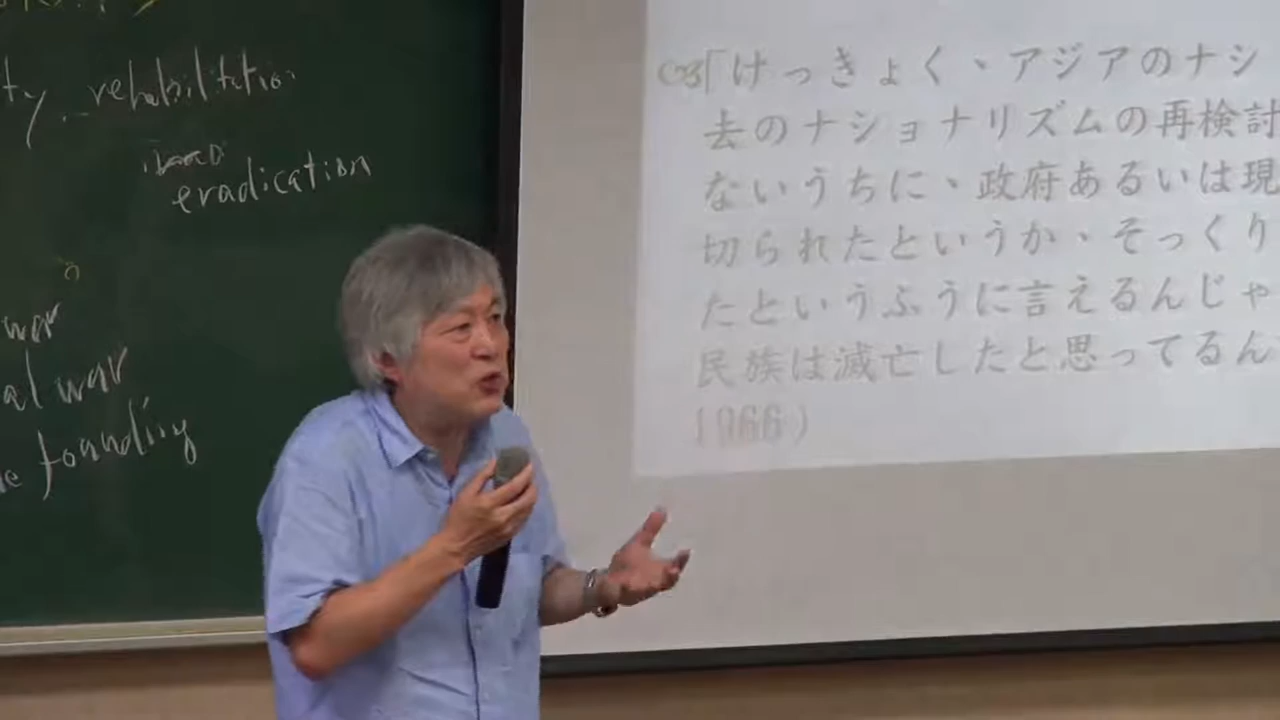 ty rehabilitatio
eradication
war
al war
founding
「けっきょく、アジアのナシ
去のナショナリズムの再検討
ないうちに、政府あるいは現
切られたというか、そっくり
たというふうに言えるんじゃ
民族は滅亡したと思ってるん
1966）